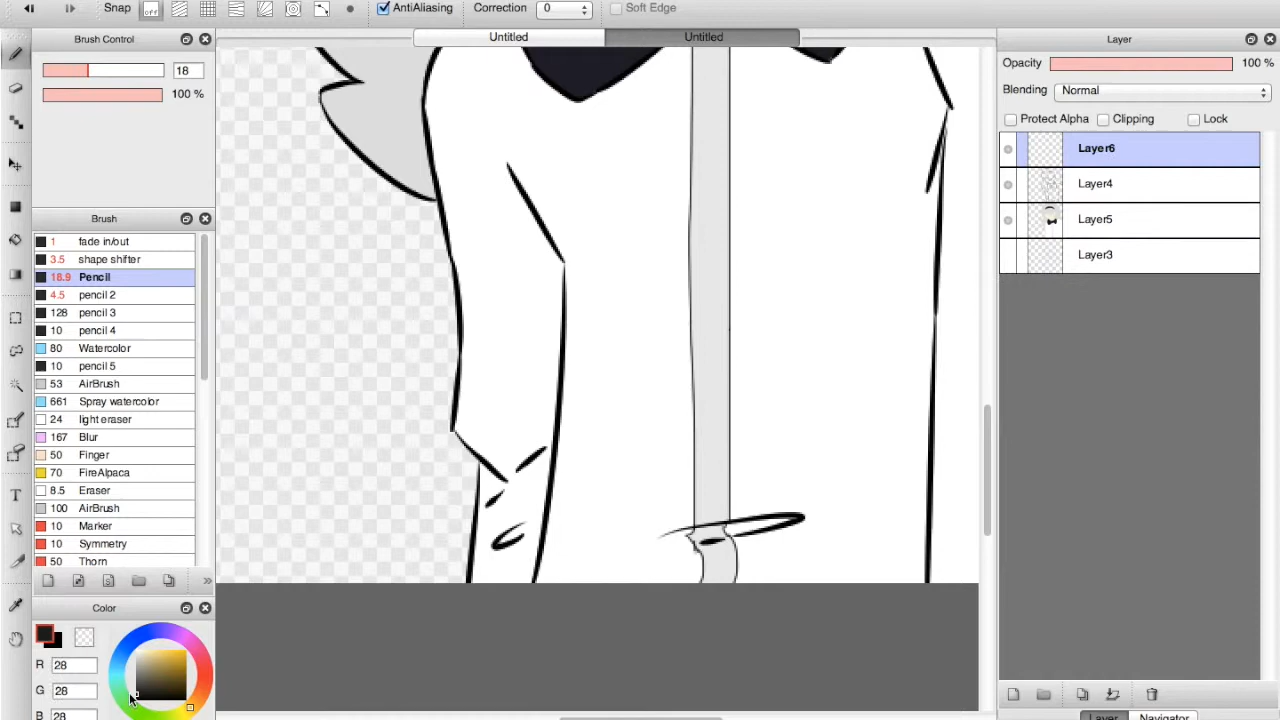 Snap off AntiAliasing Correction 0 Soft Edge
Brush Control
Untitled
Untitled
Layer
18
100 %
Opacity 100 %
Blending Normal
Protect Alpha Clipping Lock
Layer6
Layer4
Layer5
Layer3
Brush
1 fade in/out
3.5 shape shifter
18.9 Pencil
4.5 pencil 2
128 pencil 3
10 pencil 4
80 Watercolor
10 pencil 5
53 AirBrush
661 Spray watercolor
24 light eraser
167 Blur
50 Finger
70 FireAlpaca
8.5 Eraser
100 AirBrush
10 Marker
10 Symmetry
50 Thorn
Color
R 28
G 28
B 28
T
Layer Navigator